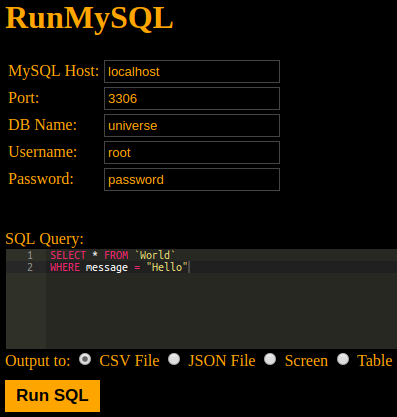 RunMySQL
MySQL Host: localhost
Port: 3306
DB Name: universe
Username: root
Password: password
SQL Query:
1 SELECT * FROM `World`
2 WHERE message = "Hello"
Output to: CSV File JSON File Screen Table
Run SQL